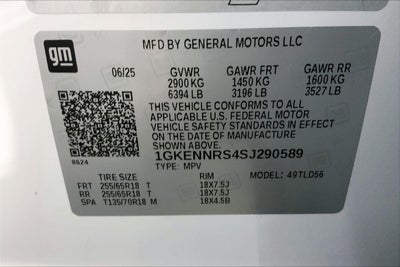 gm
MFD BY GENERAL MOTORS LLC
06/25 GVWR GAWR FRT GAWR RR
2900 KG 1450 KG 1600 KG
6394 LB 3196 LB 3527 LB
THIS VEHICLE CONFORMS TO ALL
APPLICABLE U.S. FEDERAL MOTOR
VEHICLE SAFETY STANDARDS IN EFFECT
ON THE DATE OF MANUFACTURE
SHOWN ABOVE.
1GKENNRS4SJ290589
8624 TYPE: MPV MODEL: 49TLD56
TIRE SIZE RIM
FRT 255/65R18 T 18X7.5J
RR 255/65R18 T 18X7.5J
SPA T135/70R18 M 18X4.5B